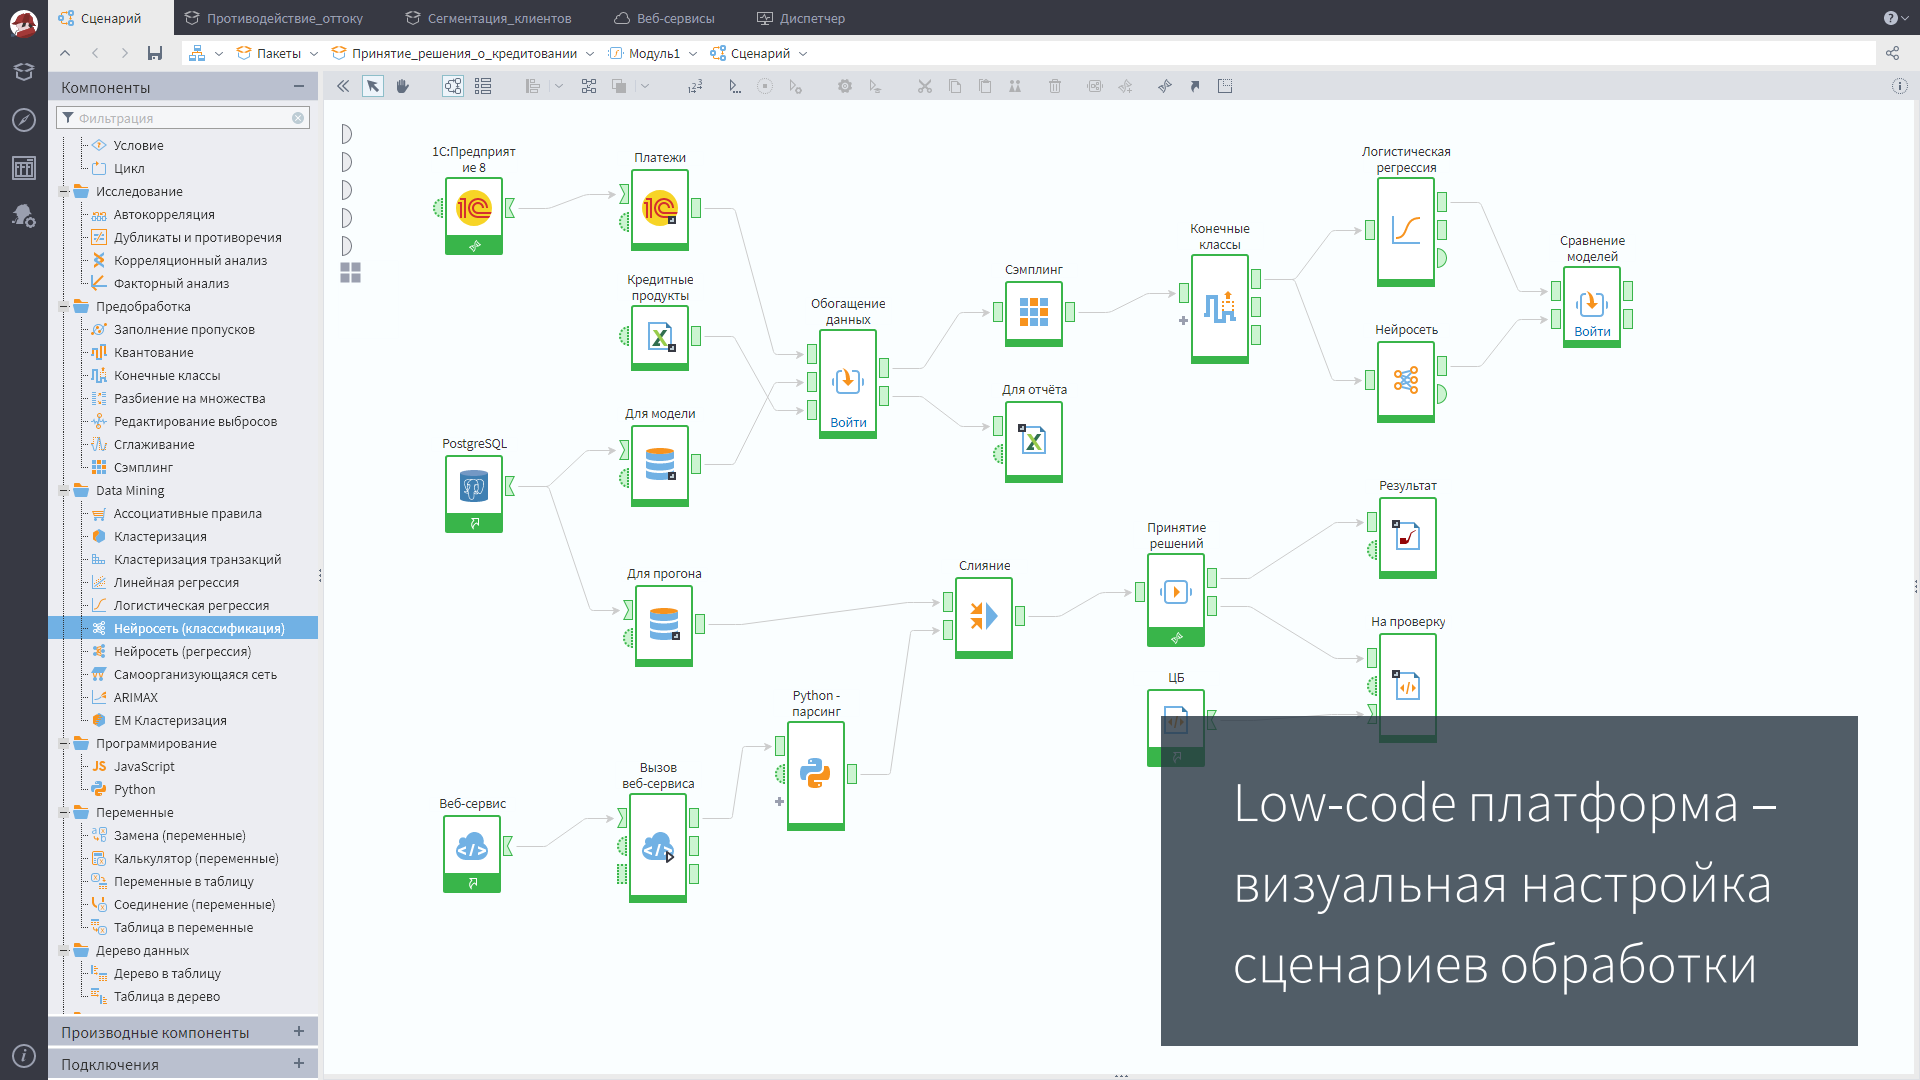 Сценарий
Противодействие_оттоку
Сегментация_клиентов
Веб-сервисы
Диспетчер
Пакеты
Принятие_решения_о_кредитовании
Модуль1
Сценарий
Компоненты
Фильтрация
Условие
Цикл
Исследование
Автокорреляция
Дубликаты и противоречия
Корреляционный анализ
Факторный анализ
Предобработка
Заполнение пропусков
Квантование
Конечные классы
Разбиение на множества
Редактирование выбросов
Сглаживание
Сэмплинг
Data Mining
Ассоциативные правила
Кластеризация
Кластеризация транзакций
Линейная регрессия
Логистическая регрессия
Нейросеть (классификация)
Нейросеть (регрессия)
Самоорганизующаяся сеть
ARIMAX
EM Кластеризация
Программирование
JS JavaScript
Python
Переменные
Замена (переменные)
Калькулятор (переменные)
Переменные в таблицу
Соединение (переменные)
Таблица в переменные
Дерево данных
Дерево в таблицу
Таблица в дерево
Производные компоненты
Подключения
1С:Предприят
ие 8
1С
Платежи
1С
Кредитные
продукты
Для модели
PostgreSQL
Для прогона
Обогащение
данных
Войти
Сэмплинг
Для отчёта
Конечные
классы
Логистическая
регрессия
Нейросеть
Сравнение
моделей
Войти
Веб-сервис
Вызов
веб-сервиса
Python -
парсинг
Слияние
Принятие
решений
ЦБ
Результат
На проверку
Low-code платформа –
визуальная настройка
сценариев обработки